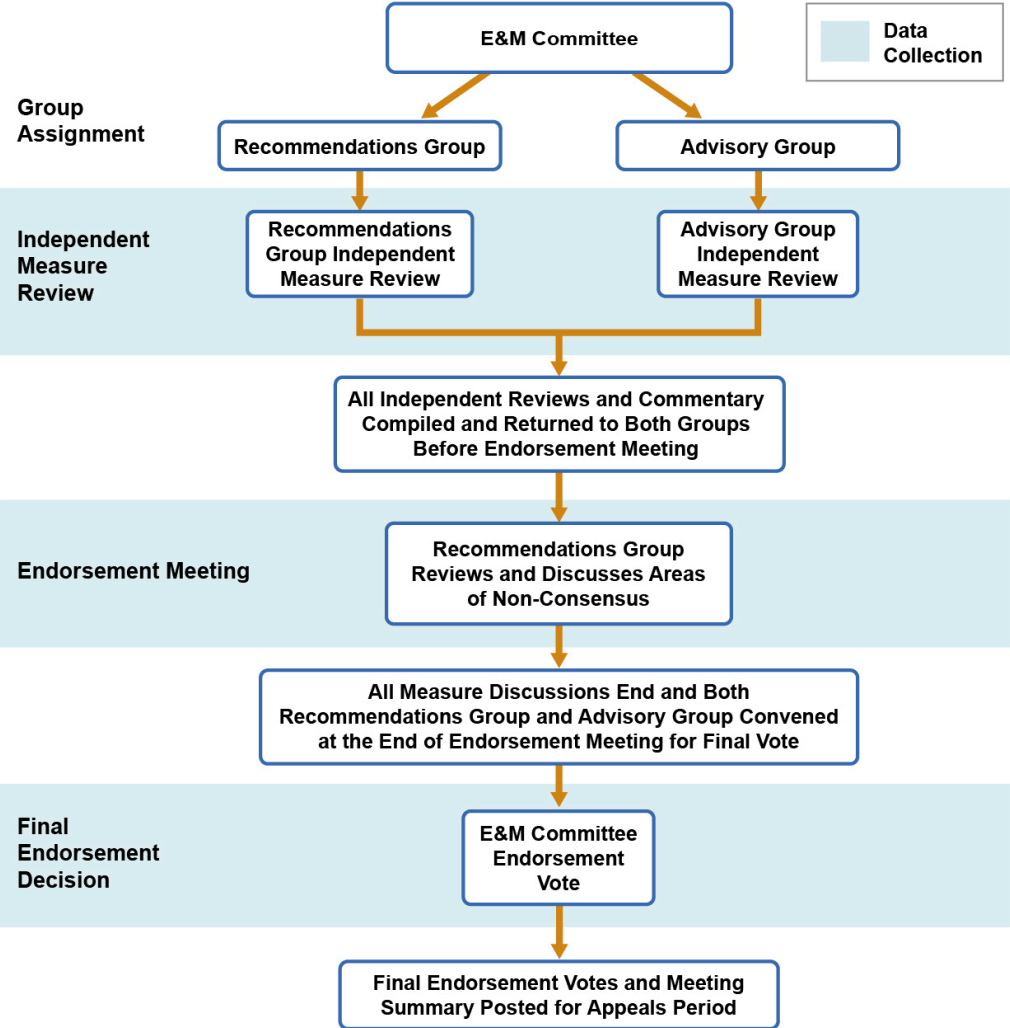 E&M Committee
Data
Collection
Group
Assignment
Recommendations Group
Advisory Group
Independent
Measure
Review
Recommendations
Group Independent
Measure Review
Advisory Group
Independent
Measure Review
All Independent Reviews and Commentary
Compiled and Returned to Both Groups
Before Endorsement Meeting
Endorsement Meeting
Recommendations Group
Reviews and Discusses Areas
of Non-Consensus
All Measure Discussions End and Both
Recommendations Group and Advisory Group Convened
at the End of Endorsement Meeting for Final Vote
Final
Endorsement
Decision
E&M Committee
Endorsement
Vote
Final Endorsement Votes and Meeting
Summary Posted for Appeals Period